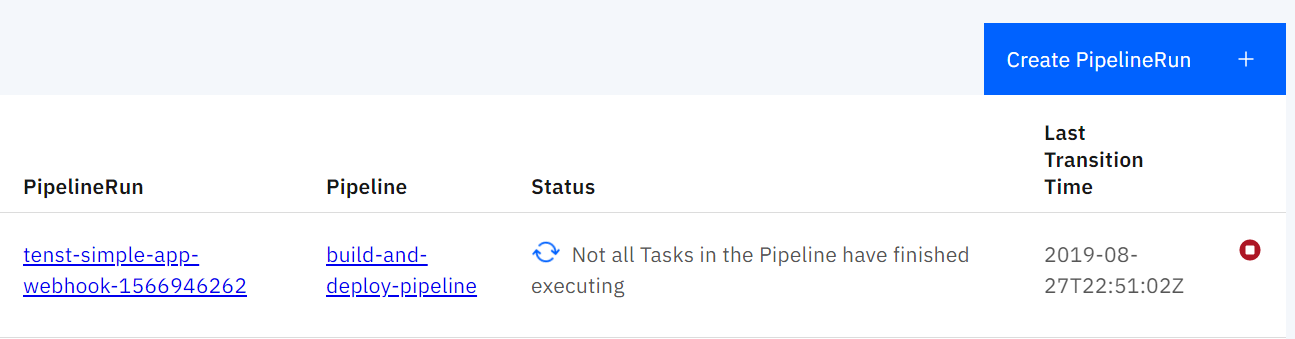 Create PipelineRun
Last
Transition
PipelineRun Pipeline Status Time
tenst-simple-app- build-and- Not all Tasks in the Pipeline have finished 2019-08-
webhook-1566946262 deploy-pipeline executing 27T22:51:02Z